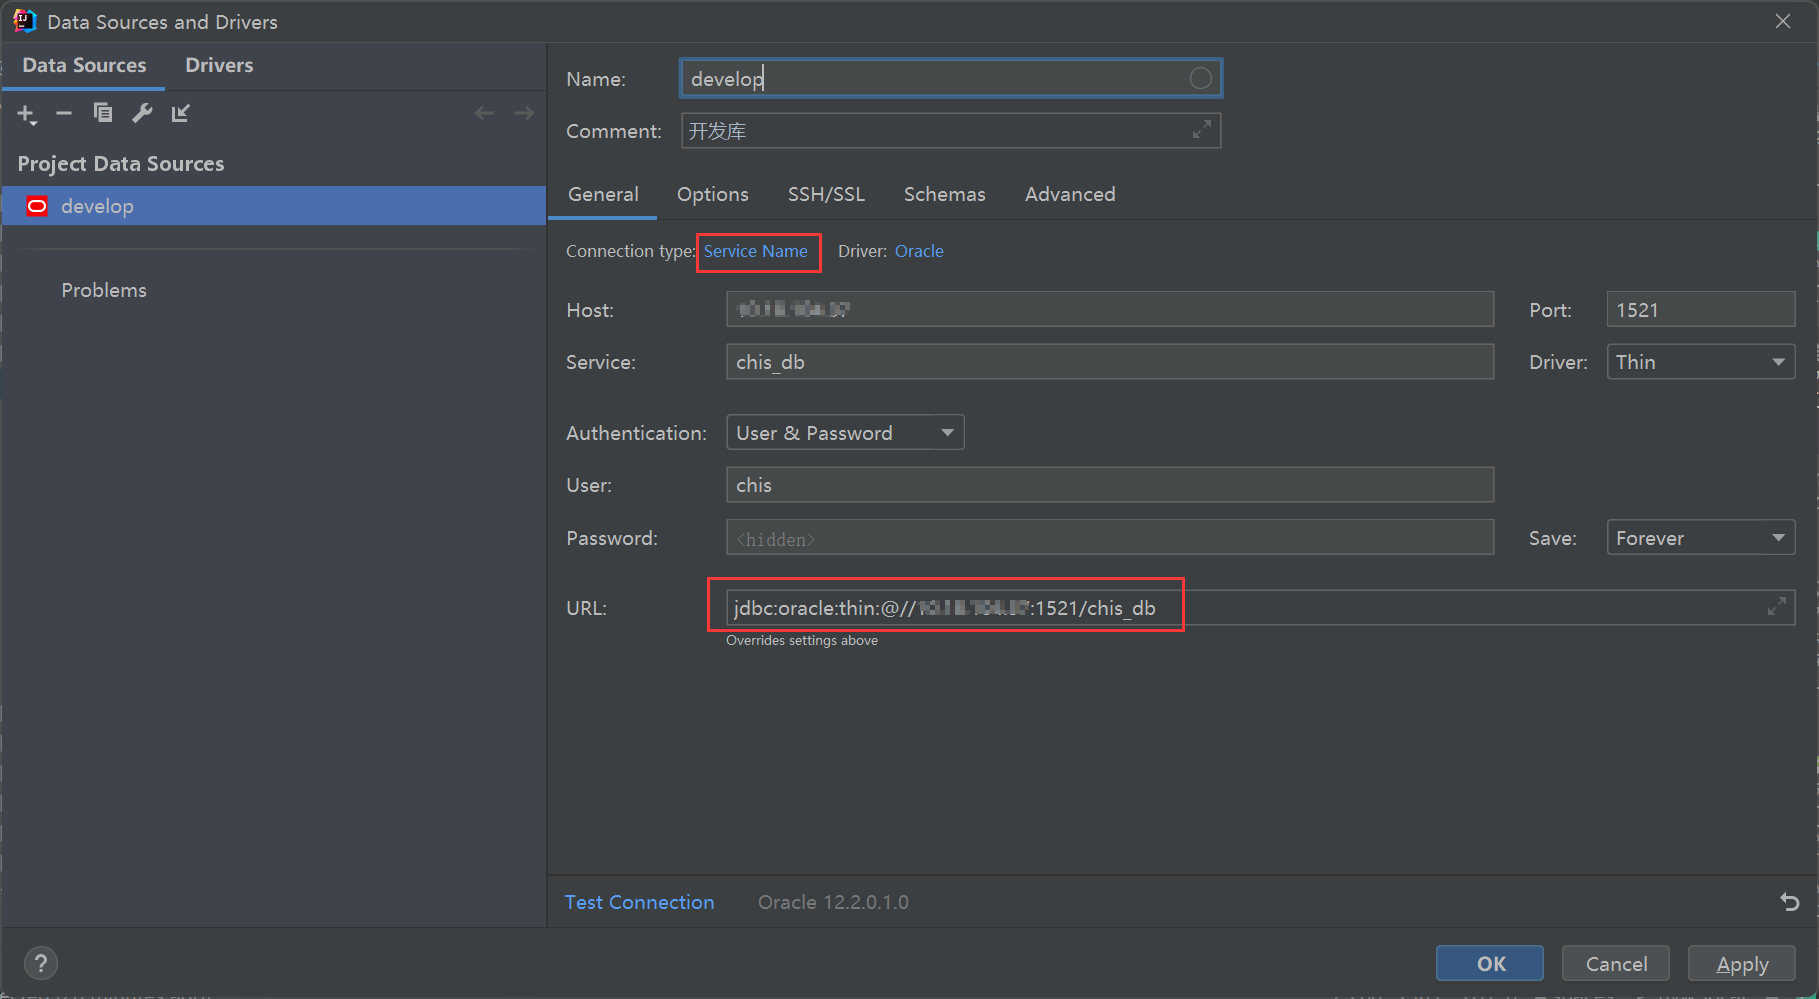 Data Sources and Drivers
Data Sources Drivers
Project Data Sources
develop
Problems
Name: develop
Comment: 开发库
General Options SSH/SSL Schemas Advanced
Connection type: Service Name Driver: Oracle
Host: Port: 1521
Service: chis_db Driver: Thin
Authentication: User & Password
User: chis
Password: <hidden> Save: Forever
URL: jdbc:oracle:thin:@// :1521/chis_db
Overrides settings above
Test Connection Oracle 12.2.0.1.0
? OK Cancel Apply